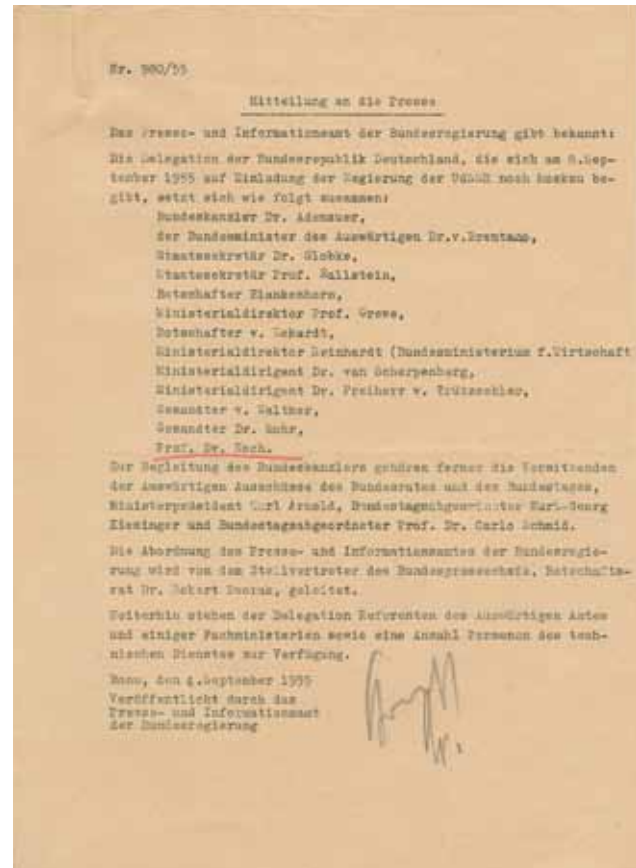 Nr. 980/55
Mitteilung an die Presse
Das Presse- und Informationsamt der Bundesregierung gibt bekannt:
Die Delegation der Bundesrepublik Deutschland, die sich am 8.Sep-
tember 1955 auf Einladung der Regierung der UdSSR nach Moskau be-
gibt, setzt sich wie folgt zusammen:
Bundeskanzler Dr. Adenauer,
der Bundesminister des Auswärtigen Dr.v.Brentano,
Staatssekretär Dr. Globke,
Staatssekretär Prof. Hallstein,
Botschafter Blankenhorn,
Ministerialdirektor Prof. Grewe,
Botschafter v. Eckardt,
Ministerialdirektor Reinhardt (Bundesministerium f.Wirtschaft
Ministerialdirigent Dr. van Scherpenberg,
Ministerialdirigent Dr. Freiherr v. Trützschler,
Gesandter v. Walther,
Gesandter Dr.
Prof. Dr. Koch.
Zur Begleitung des Bundeskanzlers gehören ferner die Vorsitzenden
der Auswärtigen Ausschüsse des Bundesrates und des Bundestages,
Ministerpräsident Karl Arnold, Bundestagsabgeordneter Kurt-Georg
Kiesinger und Bundestagsabgeordneter Prof. Dr. Carlo Schmid.
Die Abordnung des Presse- und Informationsamtes der Bundesregie-
rung wird von dem Stellvertreter des Bundespressechefs, Botschafts-
rat Dr. geleitet.
Weiterhin stehen der Delegation Referenten des Auswärtigen Amtes
und einiger Fachministerien sowie eine Anzahl Personen des tech-
nischen Dienstes zur Verfügung.
Bonn, den 4.September 1955
Veröffentlicht durch das
Presse- und Informationsamt
der Bundesregierung